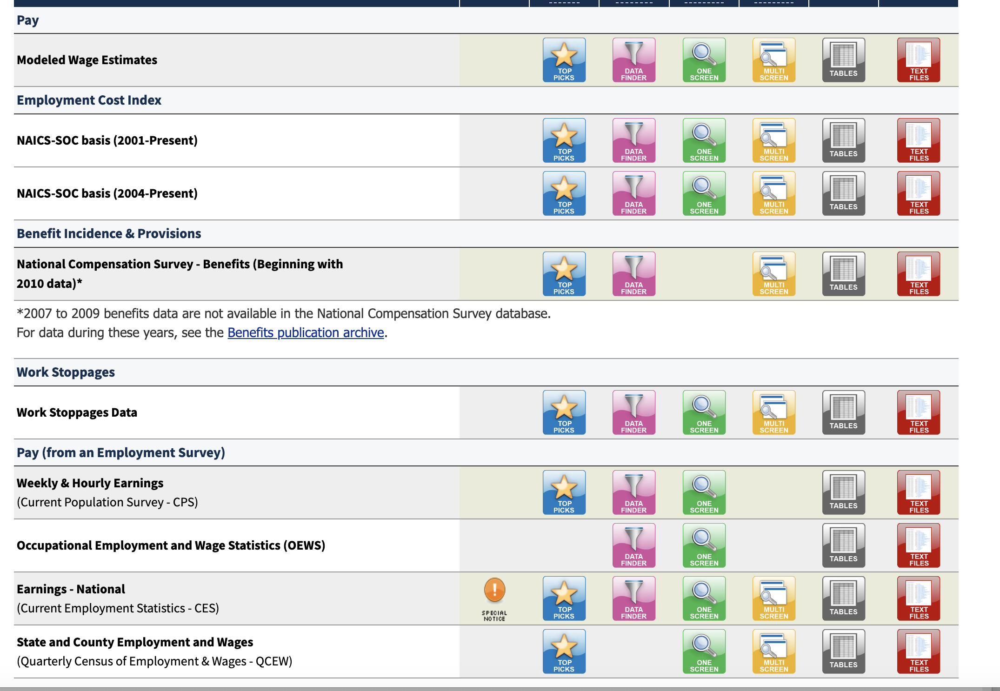 Pay
Modeled Wage Estimates
TOP
PICKS
DATA
FINDER
ONE
SCREEN
MULTI
SCREEN
TABLES
TEXT
FILES
Employment Cost Index
NAICS-SOC basis (2001-Present)
TOP
PICKS
DATA
FINDER
ONE
SCREEN
MULTI
SCREEN
TABLES
TEXT
FILES
NAICS-SOC basis (2004-Present)
TOP
PICKS
DATA
FINDER
ONE
SCREEN
MULTI
SCREEN
TABLES
TEXT
FILES
Benefit Incidence & Provisions
National Compensation Survey - Benefits (Beginning with
2010 data)*
TOP
PICKS
DATA
FINDER
MULTI
SCREEN
TABLES
TEXT
FILES
*2007 to 2009 benefits data are not available in the National Compensation Survey database.
For data during these years, see the Benefits publication archive.
Work Stoppages
Work Stoppages Data
TOP
PICKS
DATA
FINDER
ONE
SCREEN
MULTI
SCREEN
TABLES
TEXT
FILES
Pay (from an Employment Survey)
Weekly & Hourly Earnings
(Current Population Survey - CPS)
TOP
PICKS
DATA
FINDER
ONE
SCREEN
TABLES
TEXT
FILES
Occupational Employment and Wage Statistics (OEWS)
DATA
FINDER
ONE
SCREEN
TABLES
TEXT
FILES
Earnings - National
(Current Employment Statistics - CES)
!
SPECIAL
NOTICE
TOP
PICKS
DATA
FINDER
ONE
SCREEN
MULTI
SCREEN
TABLES
TEXT
FILES
State and County Employment and Wages
(Quarterly Census of Employment & Wages - QCEW)
TOP
PICKS
ONE
SCREEN
MULTI
SCREEN
TABLES
TEXT
FILES